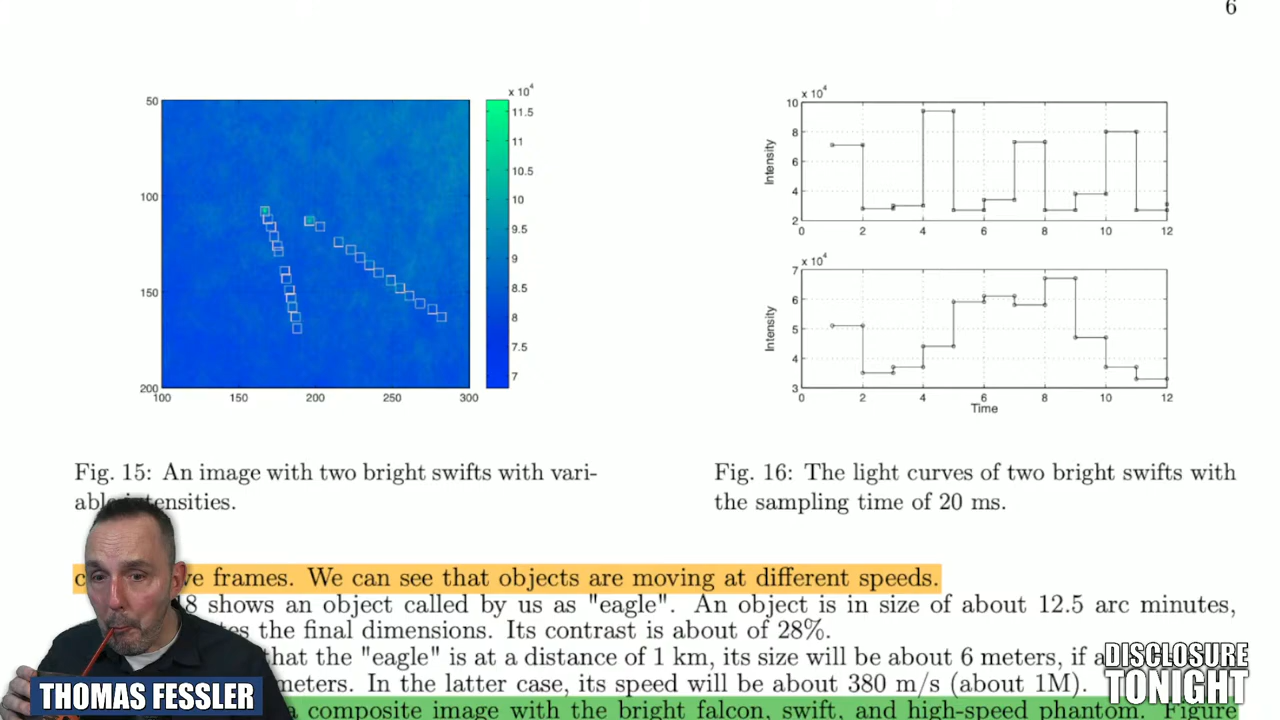 6
x 10⁴
50
100
150
200
100
150
200
250
300
11.5
11
10.5
10
9.5
9
8.5
8
7.5
7
x 10⁴
10
8
6
4
2
Intensity
0
2
4
6
8
10
12
x 10⁴
7
6
5
4
3
Intensity
0
2
4
6
8
10
12
Time
Fig. 15: An image with two bright swifts with vari-
able intensities.
Fig. 16: The light curves of two bright swifts with
the sampling time of 20 ms.
ve frames. We can see that objects are moving at different speeds.
8 shows an object called by us as "eagle". An object is in size of about 12.5 arc minutes,
tes the final dimensions. Its contrast is about of 28%.
that the "eagle" is at a distance of 1 km, its size will be about 6 meters, if a
meters. In the latter case, its speed will be about 380 m/s (about 1M).
a composite image with the bright falcon, swift, and high-speed phantom. Figure
THOMAS FESSLER
DISCLOSURE
TONIGHT